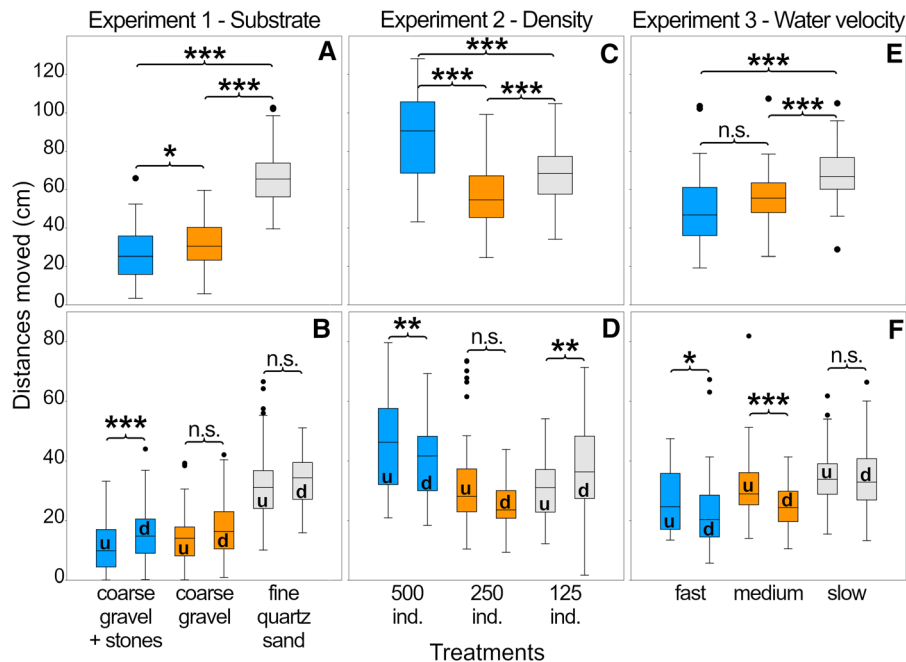 Experiment 1 - Substrate
Experiment 2 - Density
Experiment 3 - Water velocity
Distances moved (cm)
A
120
100
80
60
40
20
0
***
***
*
C
***
***
***
E
***
n.s.
***
B
80
60
40
20
0
***
n.s.
n.s.
u
d
u
d
u
d
D
**
n.s.
**
u
d
u
d
u
d
F
*
***
n.s.
u
d
u
d
u
d
coarse
gravel
+ stones
coarse
gravel
fine
quartz
sand
500
ind.
250
ind.
125
ind.
fast
medium
slow
Treatments